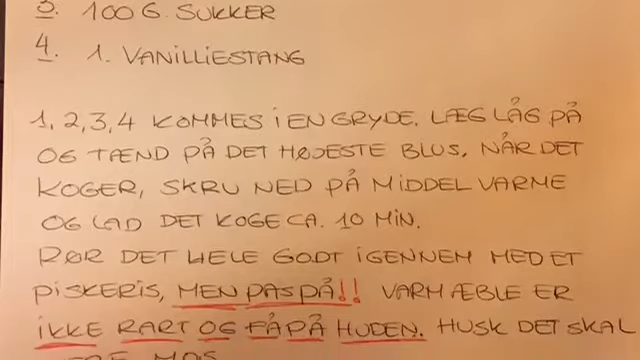 3. 100 G. SUKKER
4. 1. VANILLIESTANG
1, 2, 3, 4 KOMMES I EN GRYDE. LÆG LÅG PÅ
OG TÆND PÅ DET HØJESTE BLUS. NÅR DET
KOGER, SKRU NED PÅ MIDDEL VARME
OG LAD DET KOGE CA. 10 MIN.
RØR DET HELE GODT IGENNEM MED ET
PISKERIS, MEN PAS PÅ!! VARM ÆBLE ER
IKKE RART OG FÅ PÅ HUDEN. HUSK DET SKAL
MOS